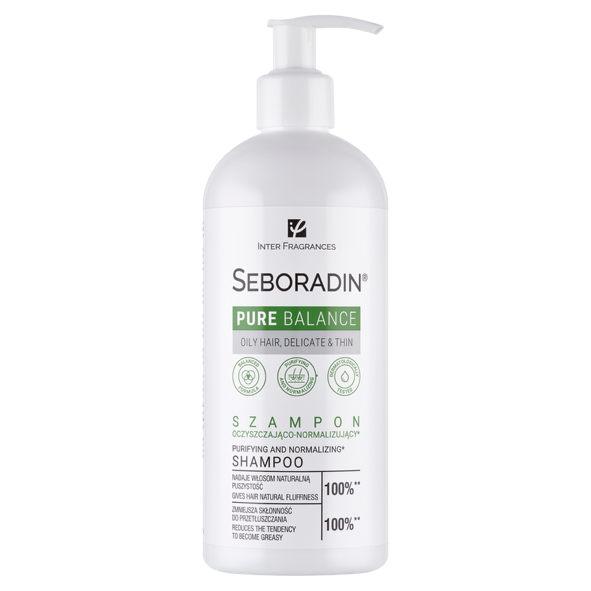 INTER FRAGRANCES
SEBORADIN®
PURE BALANCE
OILY HAIR, DELICATE & THIN
BALANCED FORMULA
PURIFYING AND NORMALIZING*
DERMATOLOGICALLY TESTED
SZAMPON
OCZYSZCZAJĄCO-NORMALIZUJĄCY*
PURIFYING AND NORMALIZING*
SHAMPOO
NADAJE WŁOSOM NATURALNĄ
PUSZYSTOŚĆ
GIVES HAIR NATURAL FLUFFINESS
100%**
ZMNIEJSZA SKŁONNOŚĆ
DO PRZETŁUSZCZANIA
REDUCES THE TENDENCY
TO BECOME GREASY
100%**